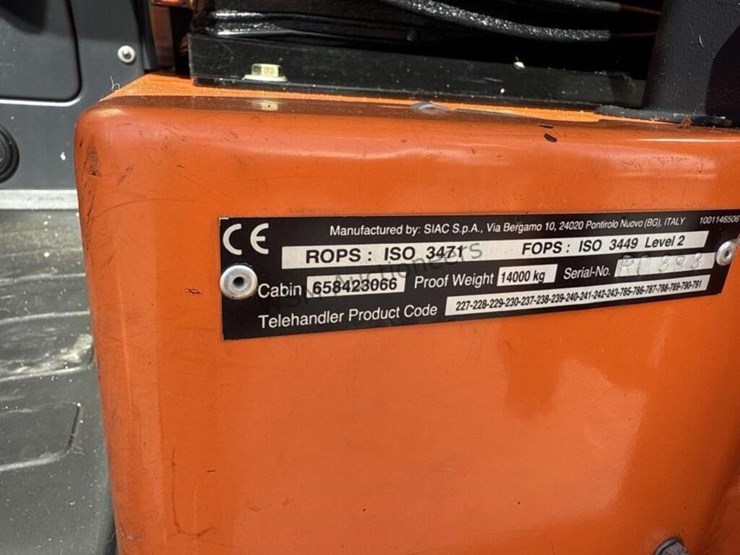 CE
Manufactured by: SIAC S.p.A., Via Bergamo 10, 24020 Pontirolo Nuovo (BG), ITALY 1001146506
ROPS: ISO 3471 FOPS: ISO 3449 Level 2
Cabin 658423066 Proof Weight 14000 kg Serial-No.
Telehandler Product Code 227-228-229-230-237-238-239-240-241-242-243-785-786-787-788-789-790-791
Auctioneers